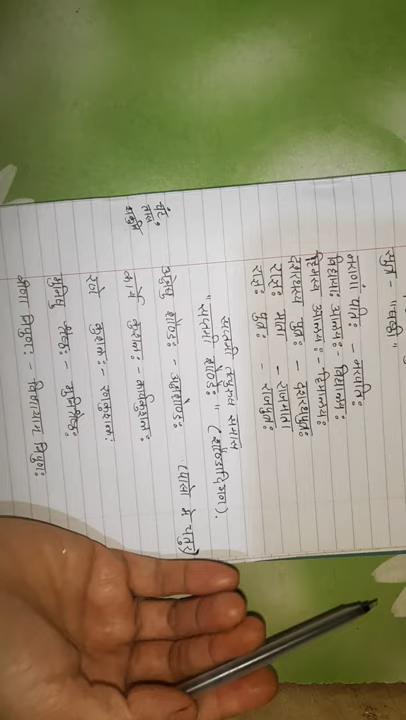 सूत्र - "षष्ठी"
नराणां पतिः - नरपतिः
विद्यायाः आलयः - विद्यालयः
हिमस्य आलयः - हिमालयः
दशरथस्य पुत्रः - दशरथपुत्रः
राज्ञः माता - राजमाता
राज्ञः पुत्रः - राजपुत्रः
सप्तमी तत्पुरुष समास
"सप्तमी शौण्डैः" (शौण्डादिगण).
अक्षेषु शौण्डः - अक्षशौण्डः (पासों में चतुर)
कार्ये कुशलः - कार्यकुशलः
रणे कुशलः - रणकुशलः
मुनिषु श्रेष्ठः - मुनिश्रेष्ठः
निपुणः - निपुणः